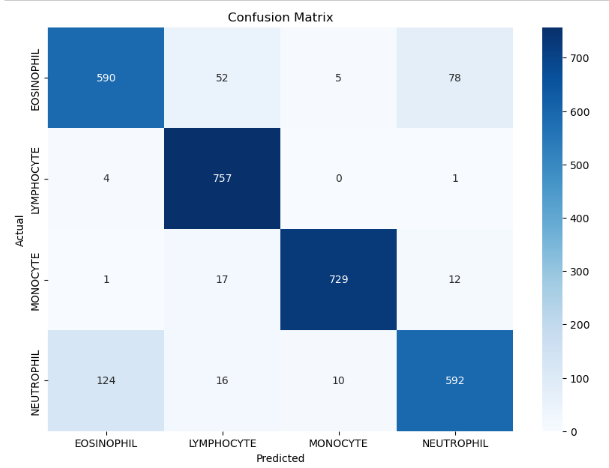 Confusion Matrix
EOSINOPHIL 590 52 5 78
LYMPHOCYTE 4 757 0 1
MONOCYTE 1 17 729 12
NEUTROPHIL 124 16 10 592
Actual
EOSINOPHIL LYMPHOCYTE MONOCYTE NEUTROPHIL
Predicted
700
600
500
400
300
200
100
0